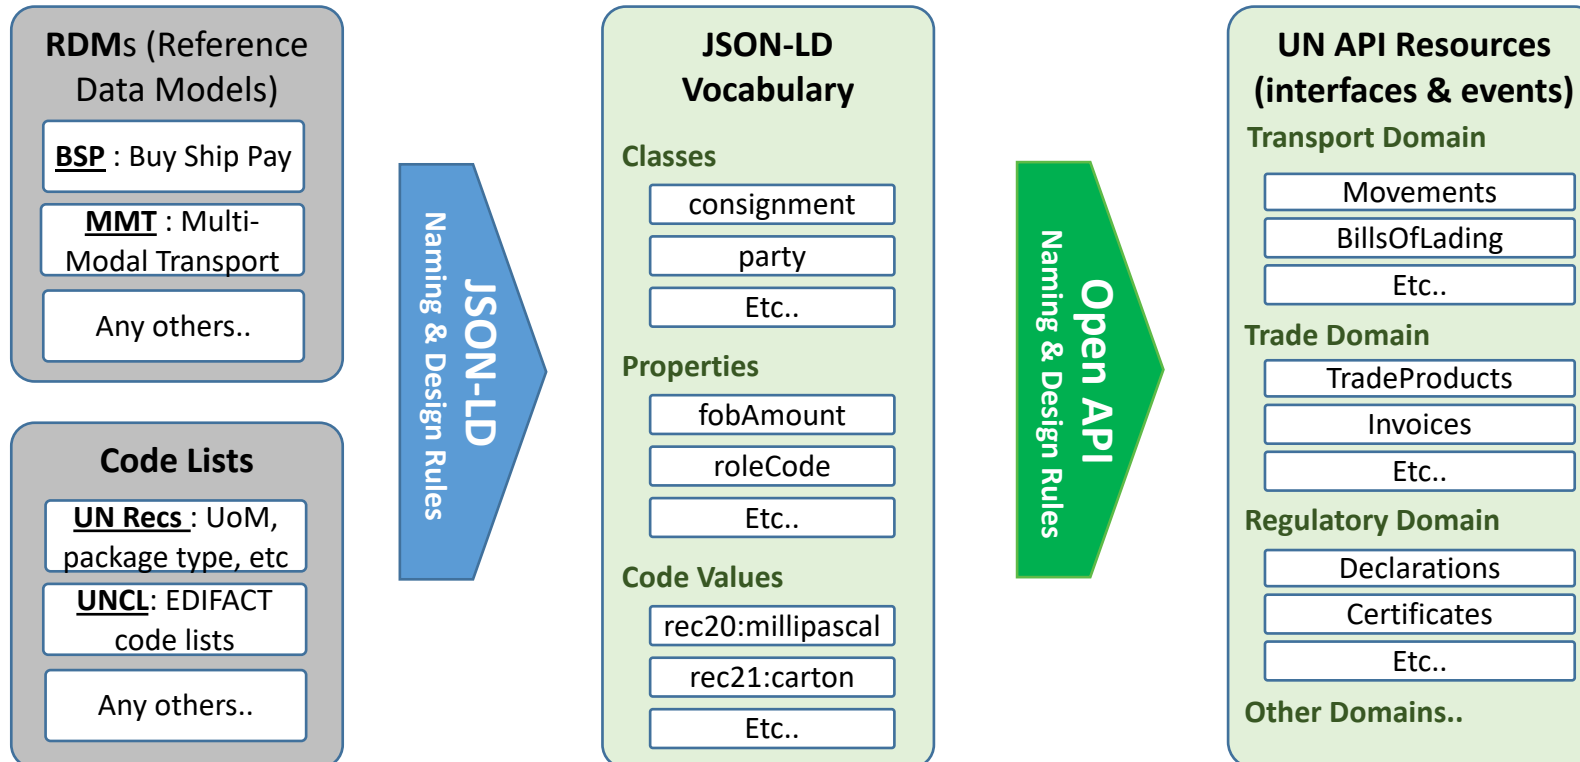 RDMs (Reference
Data Models)
BSP : Buy Ship Pay
MMT : Multi-
Modal Transport
Any others..
Code Lists
UN Recs : UoM,
package type, etc
UNCL: EDIFACT
code lists
Any others..
JSON-LD
Naming & Design Rules
JSON-LD
Vocabulary
Classes
consignment
party
Etc..
Properties
fobAmount
roleCode
Etc..
Code Values
rec20:millipascal
rec21:carton
Etc..
Open API
Naming & Design Rules
UN API Resources
(interfaces & events)
Transport Domain
Movements
BillsOfLading
Etc..
Trade Domain
TradeProducts
Invoices
Etc..
Regulatory Domain
Declarations
Certificates
Etc..
Other Domains..